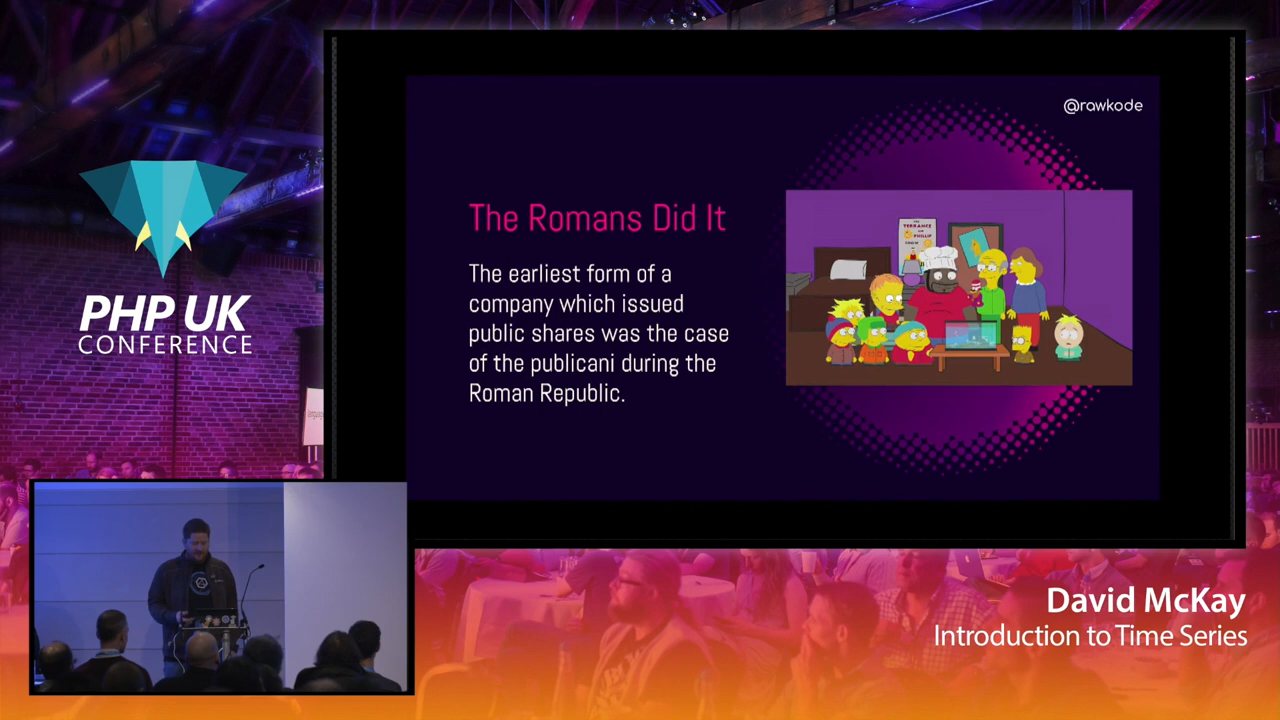 @rawkode
The Romans Did It
The earliest form of a
company which issued
public shares was the case
of the publicani during the
Roman Republic.
TERRANCE
PHILLIP
PHP UK
CONFERENCE
David McKay
Introduction to Time Series